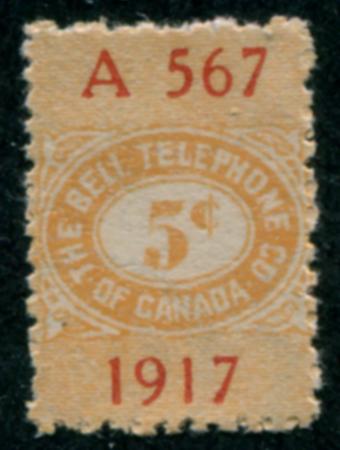 A 567
THE BELL TELEPHONE CO
5¢
OF CANADA
1917